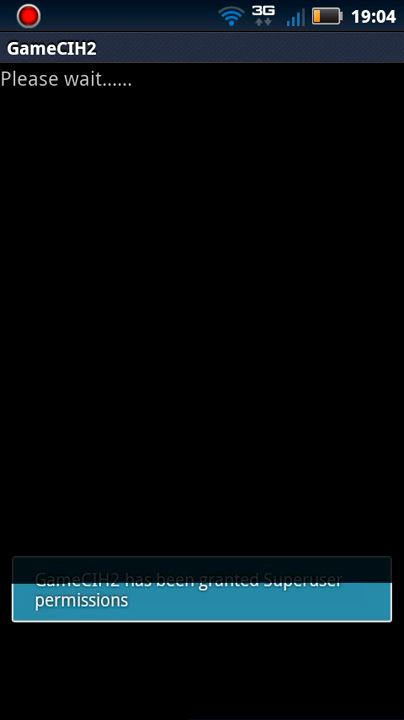 3G
19:04
GameCIH2
Please wait......
GameCIH2 has been granted Superuser
permissions